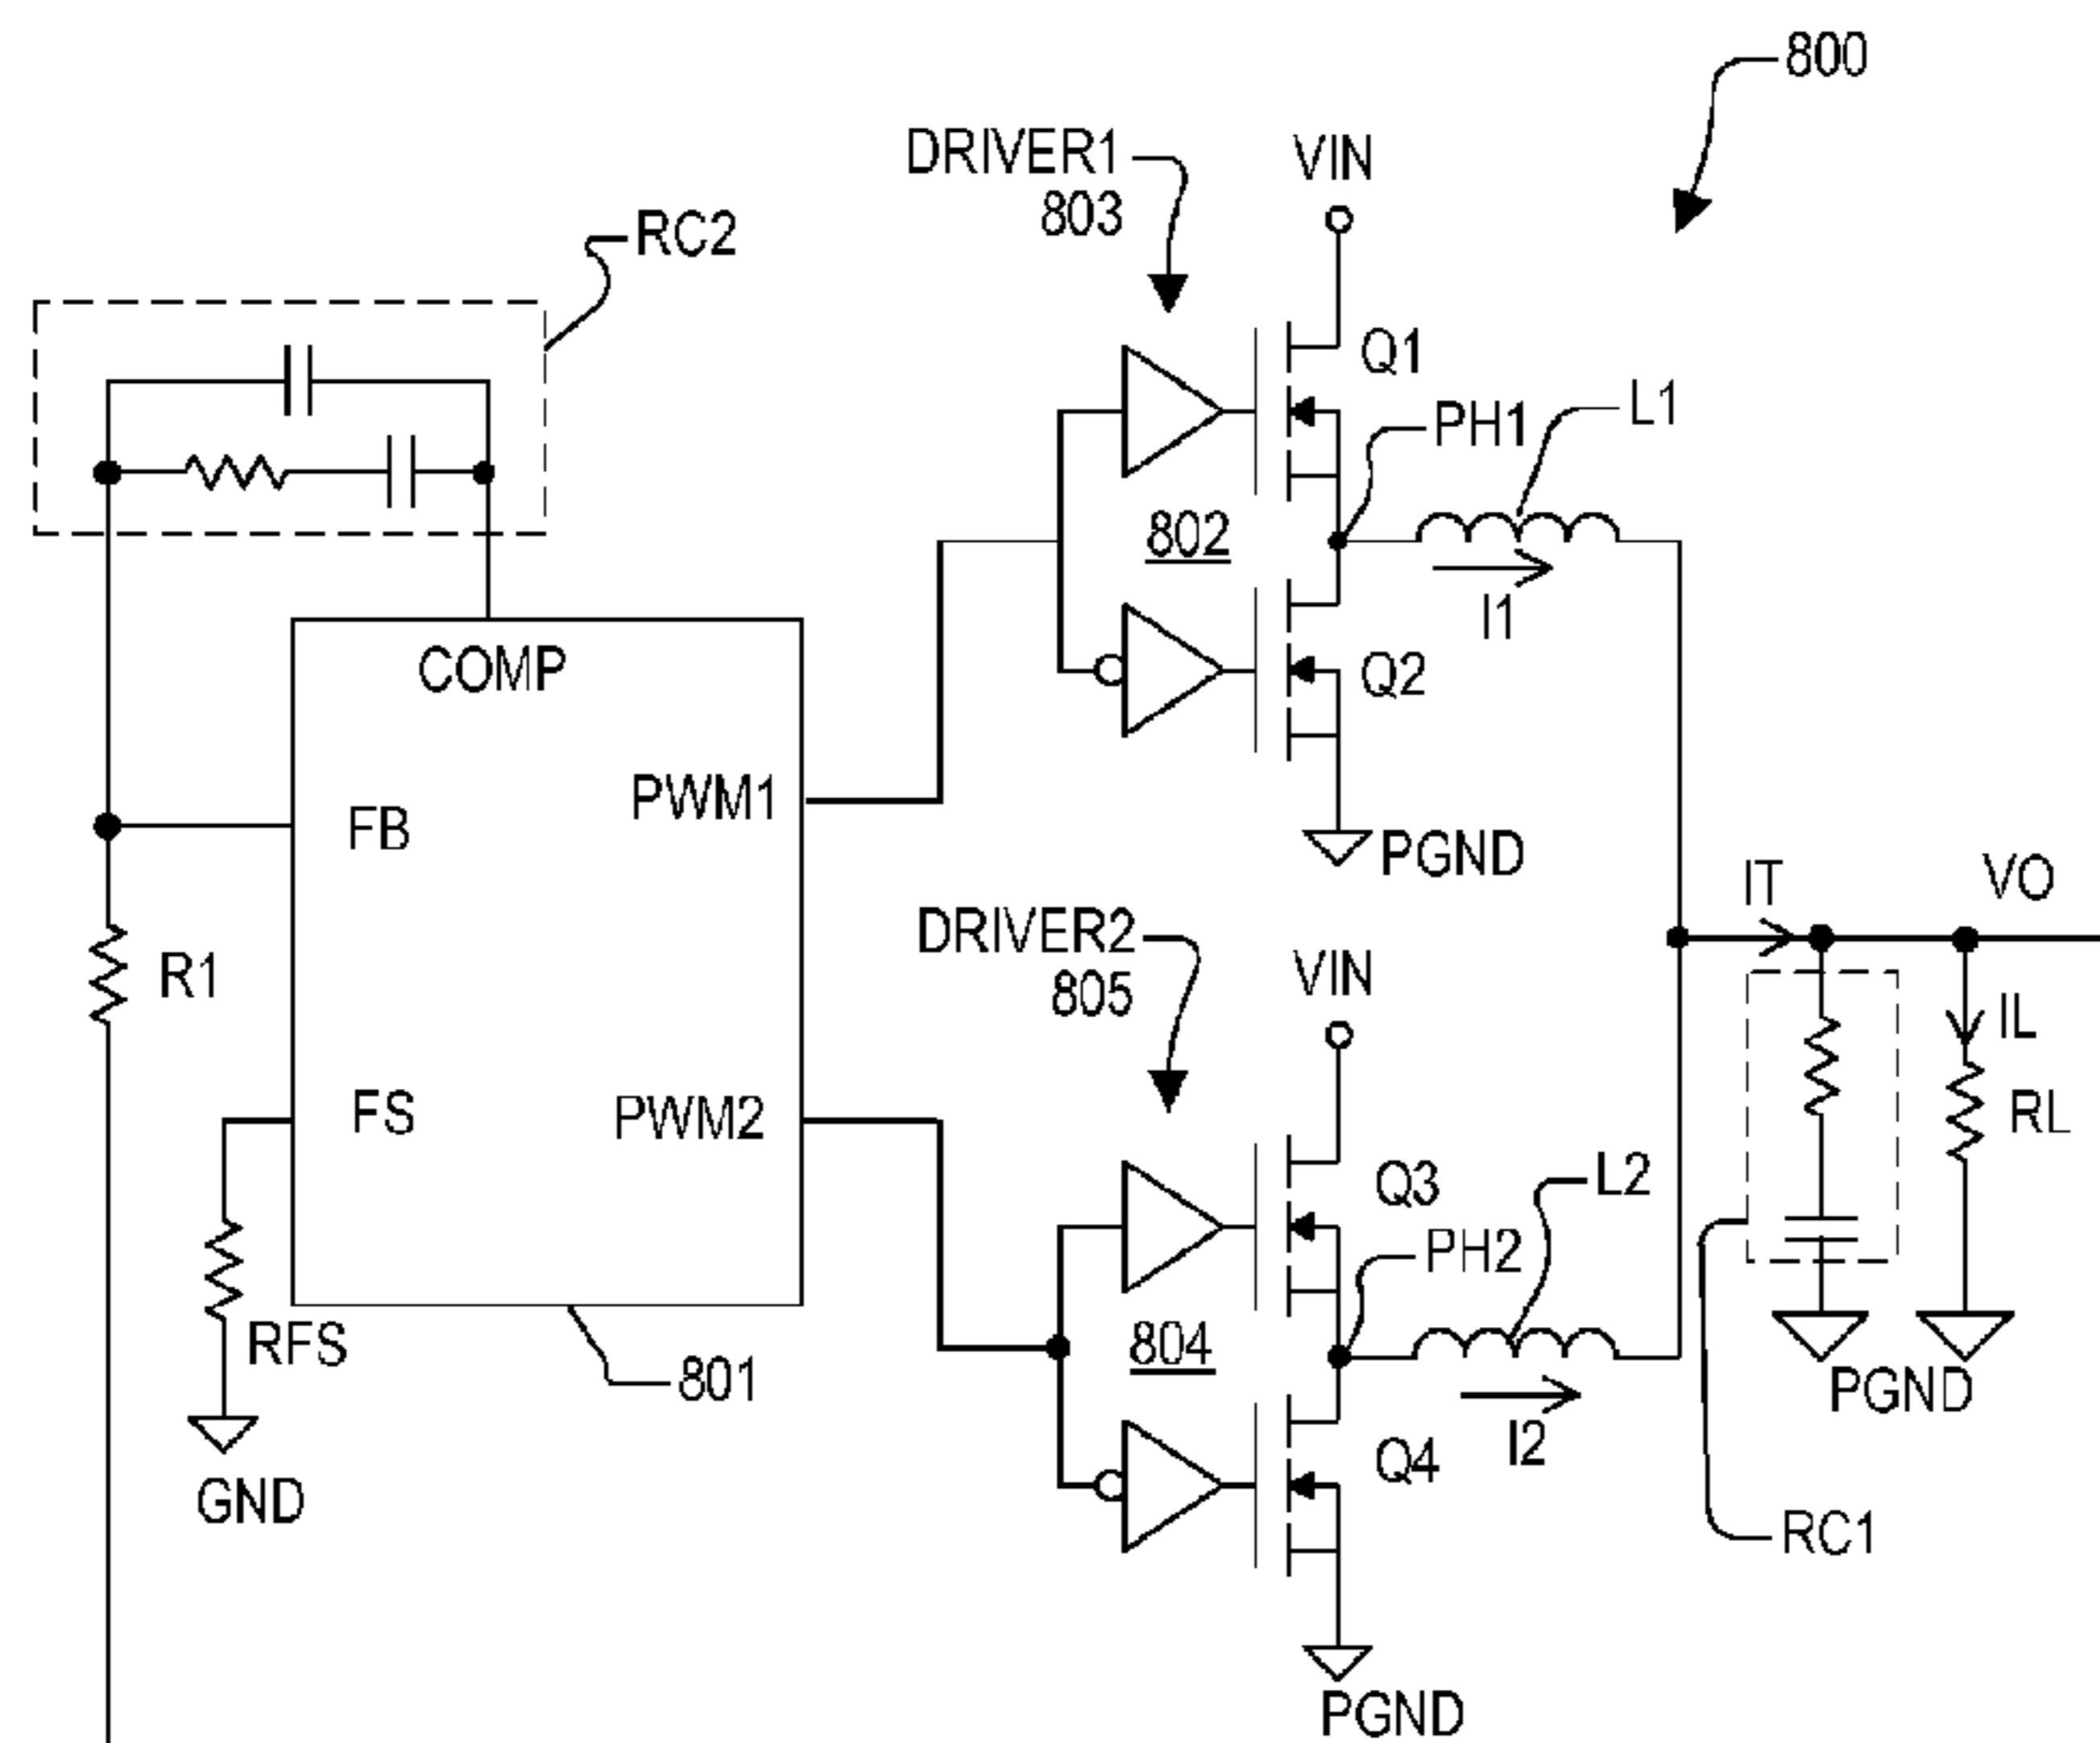 800
DRIVER1
803
VIN
RC2
Q1
L1
PH1
802
I1
COMP
Q2
PWM1
FB
PGND
IT
VO
DRIVER2
805
VIN
R1
IL
FS
PWM2
RL
Q3
L2
PH2
RFS
804
801
PGND
I2
Q4
GND
RC1
PGND